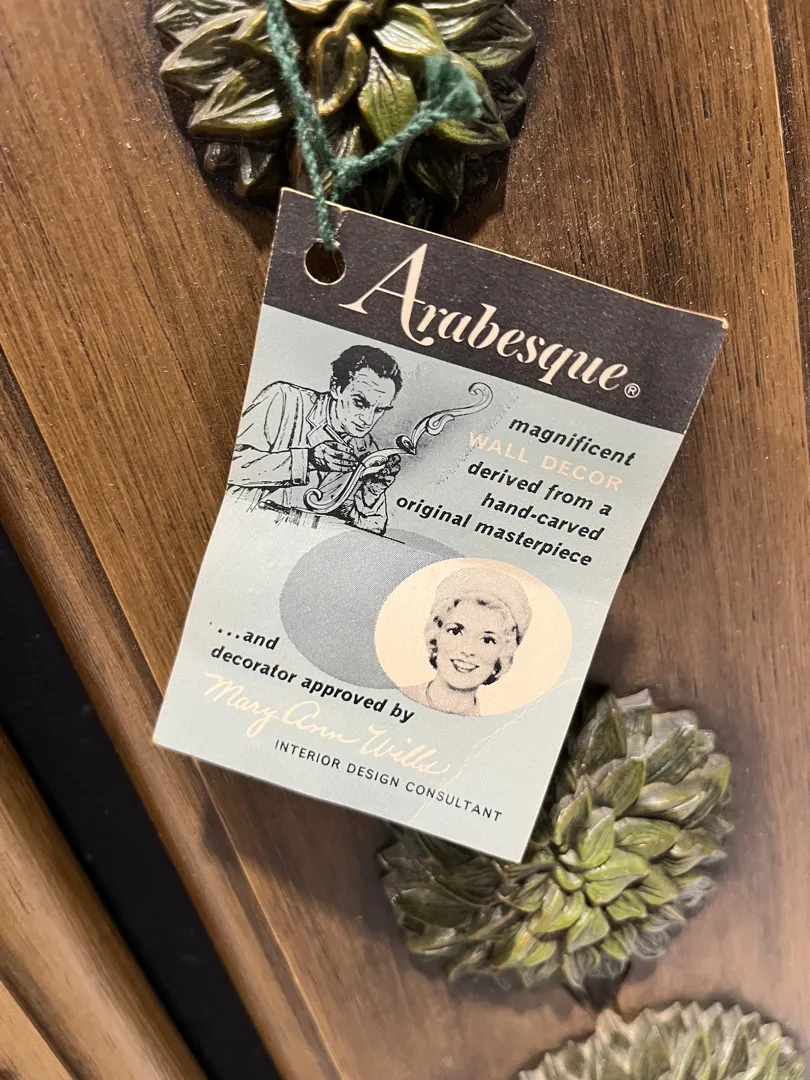 Arabesque®
magnificent
WALL DECOR
derived from a
hand-carved
original masterpiece
...and
decorator approved by
Mary Ann Wills
INTERIOR DESIGN CONSULTANT